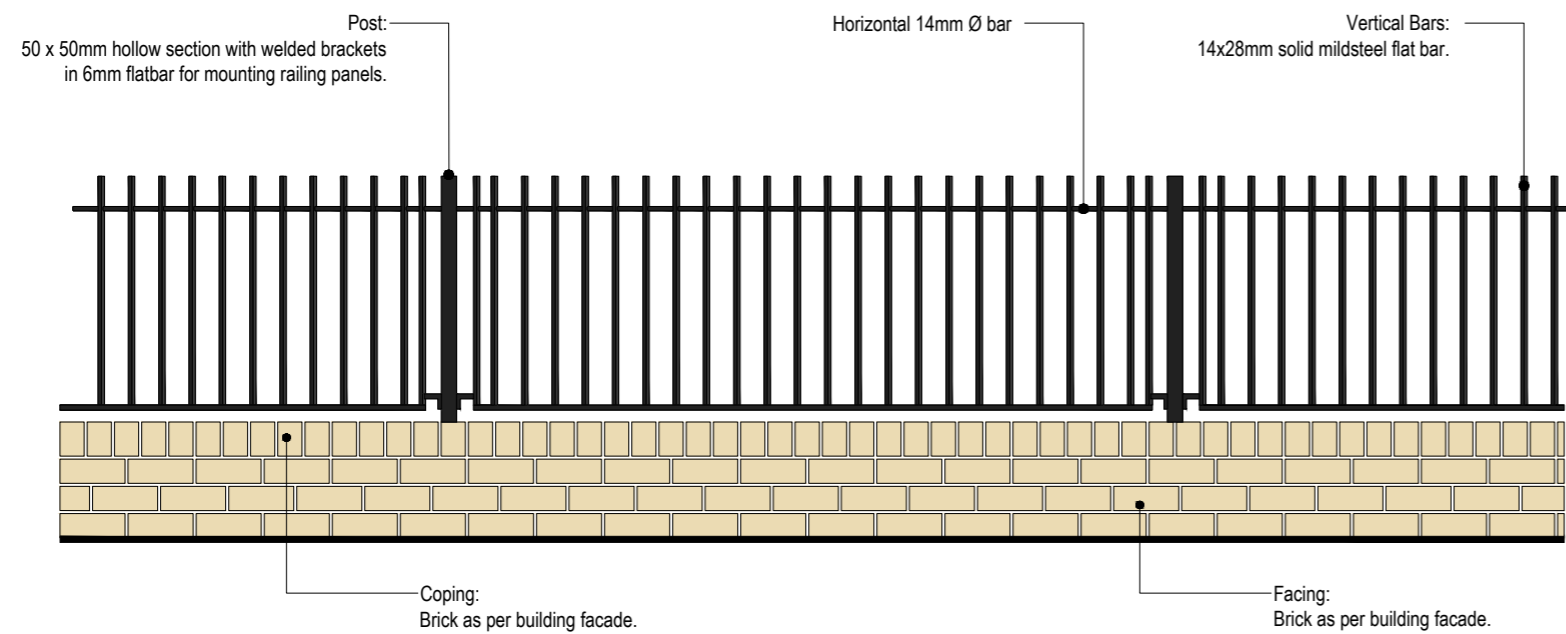 Post:
50 x 50mm hollow section with welded brackets
in 6mm flatbar for mounting railing panels.
Horizontal 14mm Ø bar
Vertical Bars:
14x28mm solid mildsteel flat bar.
Coping:
Brick as per building facade.
Facing:
Brick as per building facade.